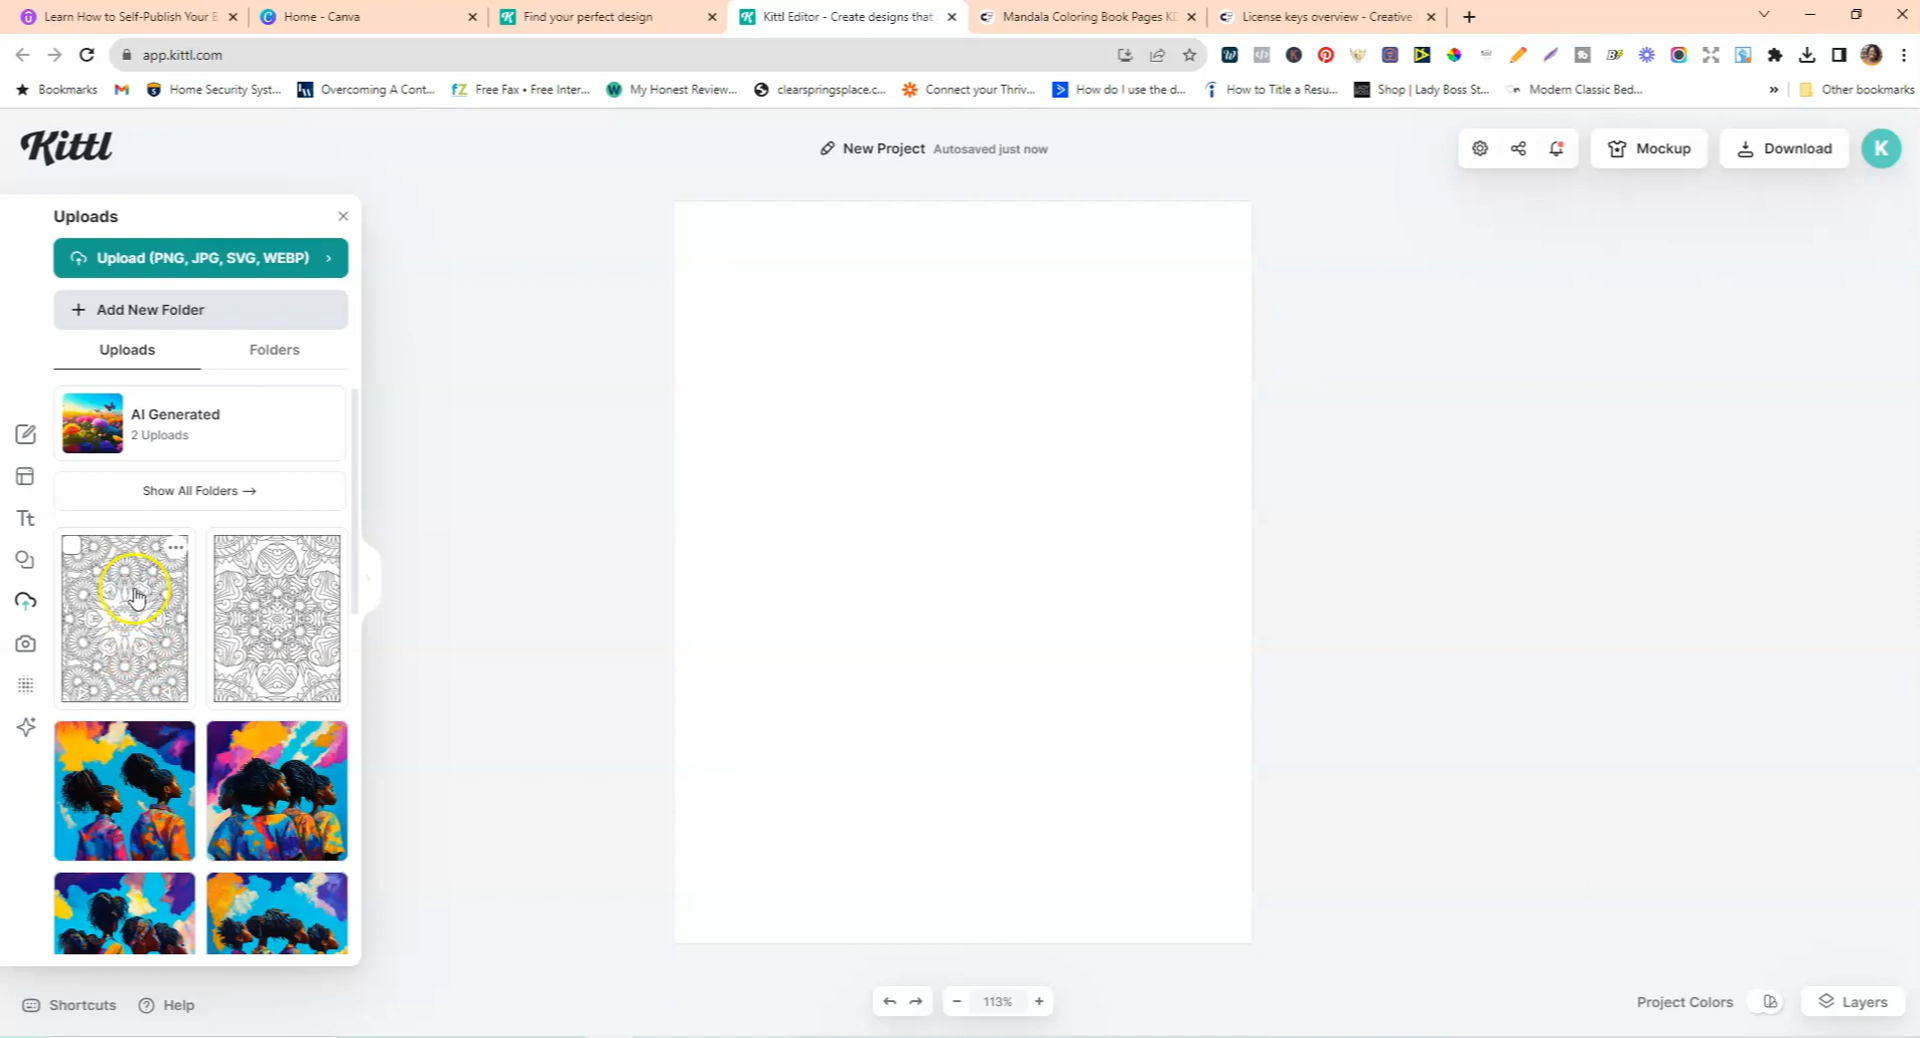 Learn How to Self-Publish Your B
Home - Canva
Find your perfect design
Kittl Editor - Create designs that
Mandala Coloring Book Pages KD
License keys overview - Creative
app.kittl.com
Bookmarks
Home Security Syst...
Overcoming A Cont...
Free Fax • Free Inter...
My Honest Review...
clearspringsplace.c...
Connect your Thriv...
How do I use the d...
How to Title a Resu...
Shop | Lady Boss St...
Modern Classic Bed...
»
Other bookmarks
Kittl
New Project Autosaved just now
Mockup
Download
K
Uploads
Upload (PNG, JPG, SVG, WEBP)
Add New Folder
Uploads
Folders
AI Generated
2 Uploads
Show All Folders →
Tt
Shortcuts
Help
113%
Project Colors
Layers